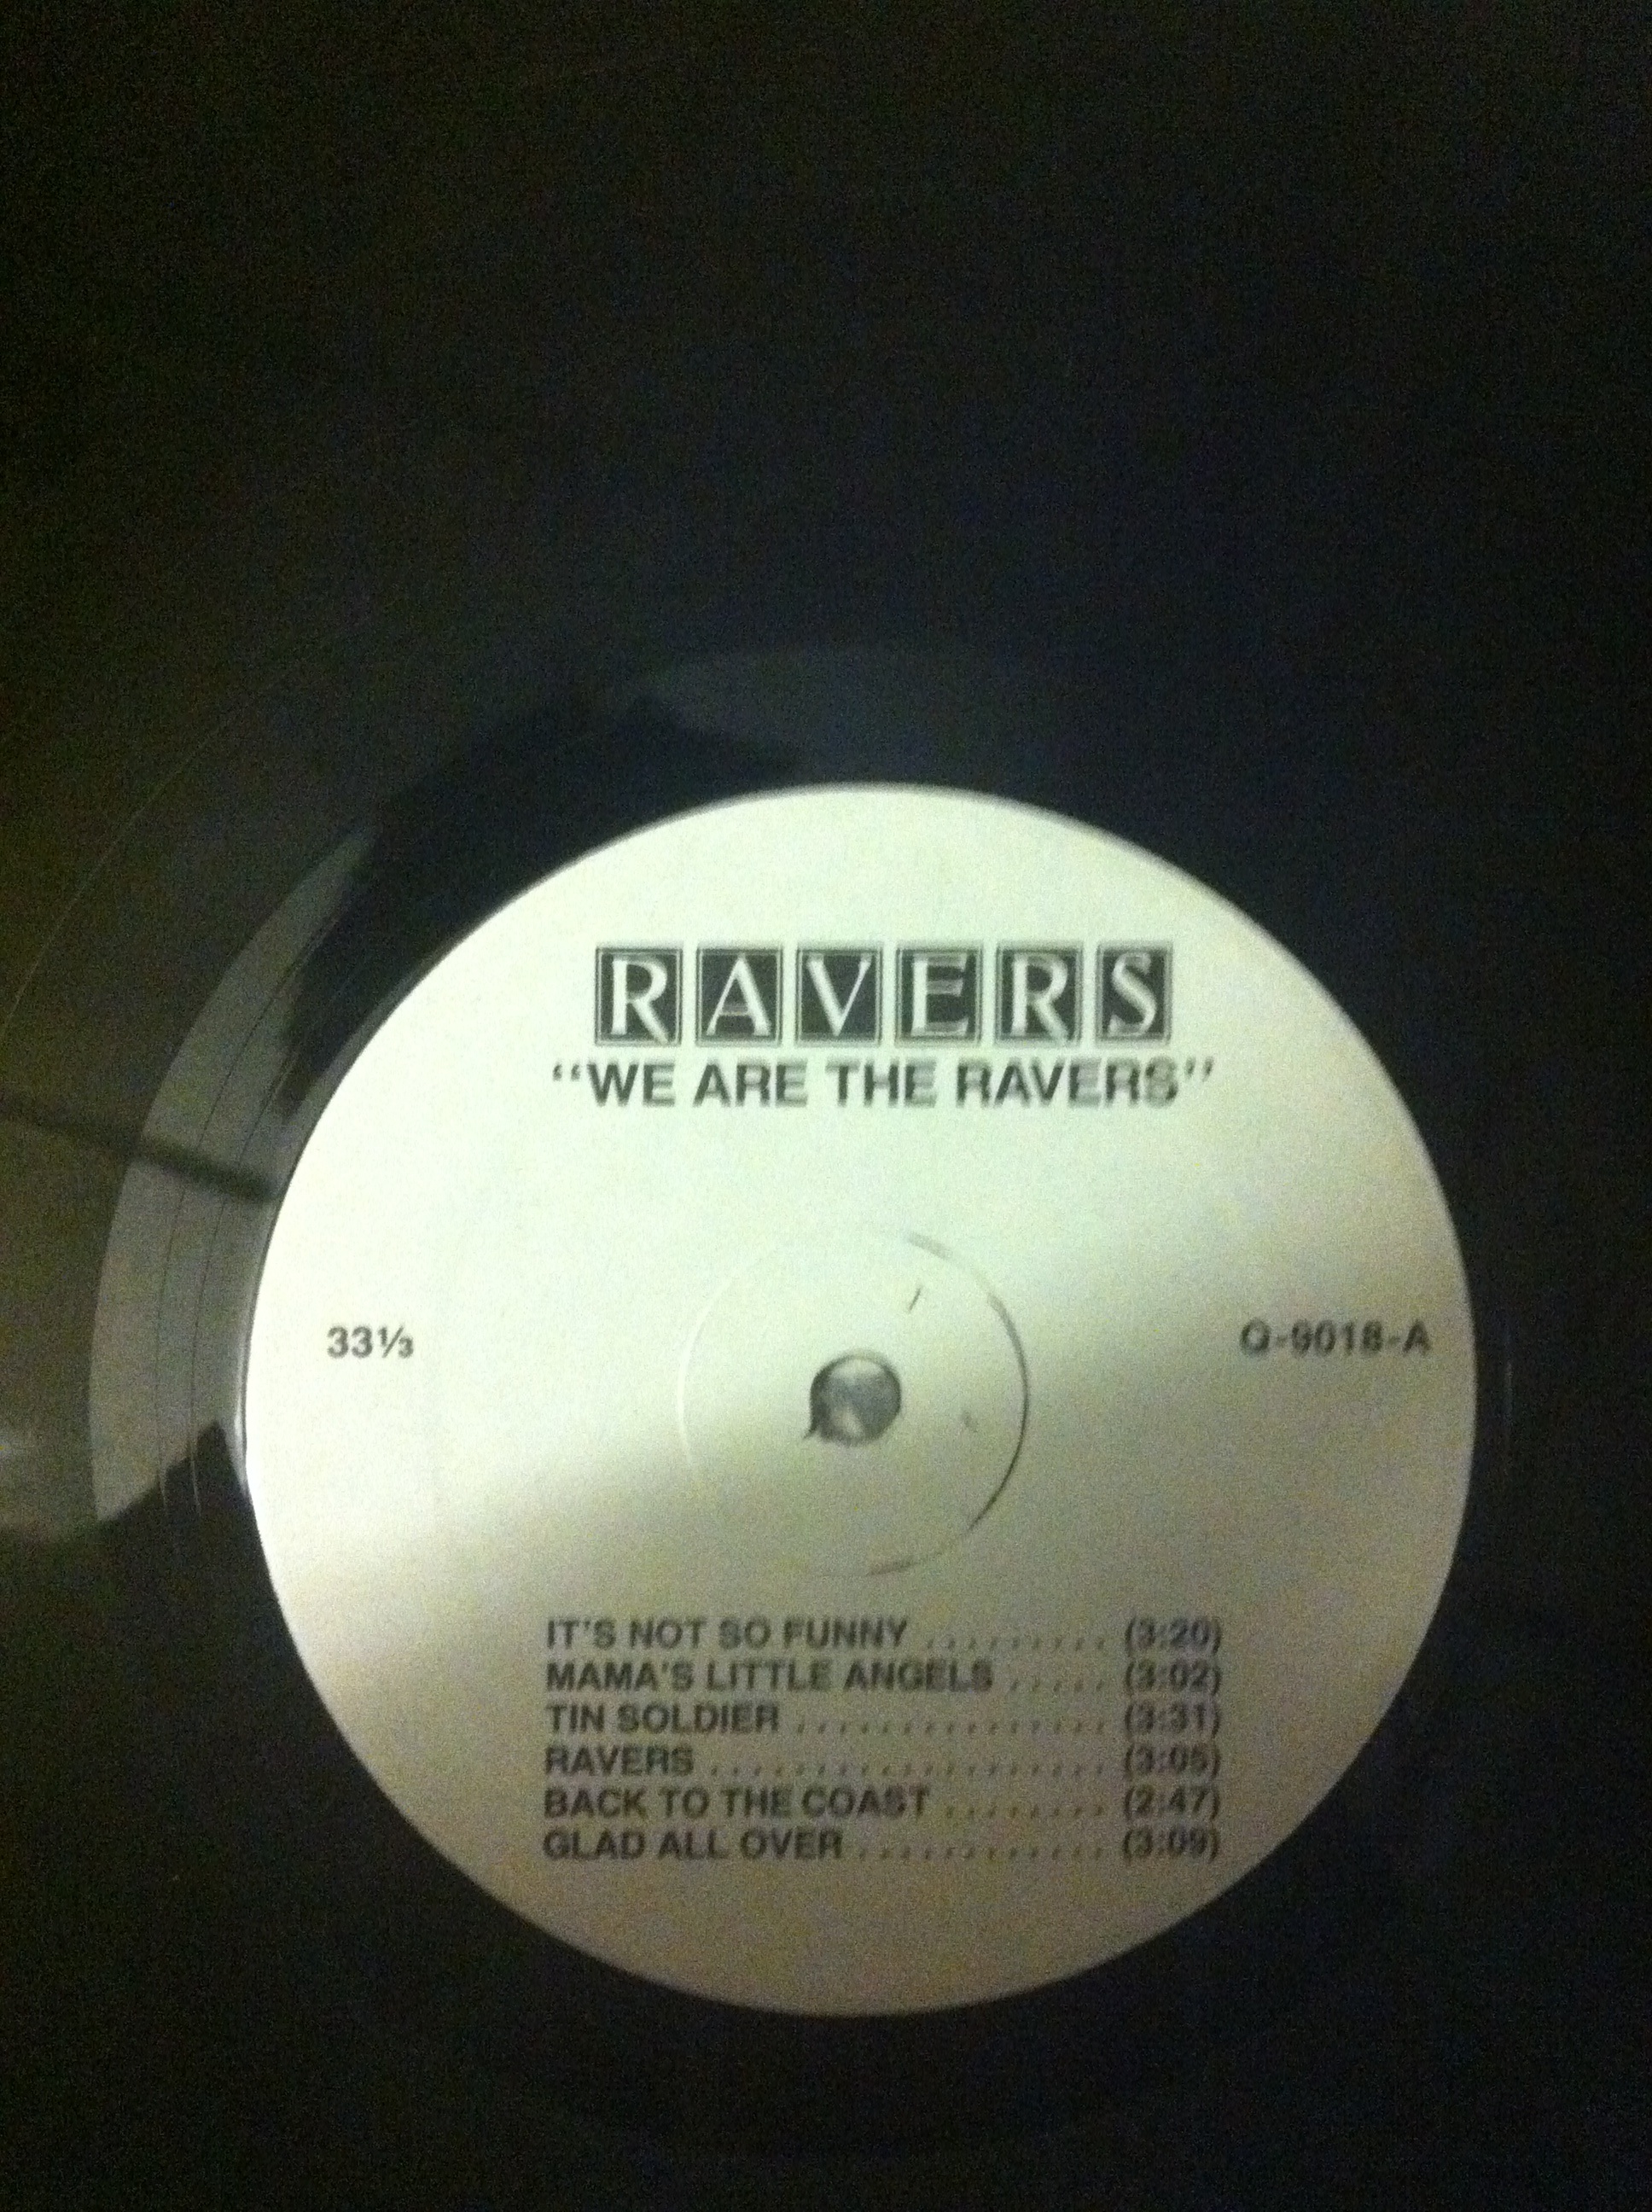 RAVERS
“WE ARE THE RAVERS”
33⅓
Q-9018-A
IT'S NOT SO FUNNY ......... (3:20)
MAMA'S LITTLE ANGELS ..... (3:02)
TIN SOLDIER ............... (3:31)
RAVERS ................... (3:05)
BACK TO THE COAST ........ (2:47)
GLAD ALL OVER ............ (3:09)